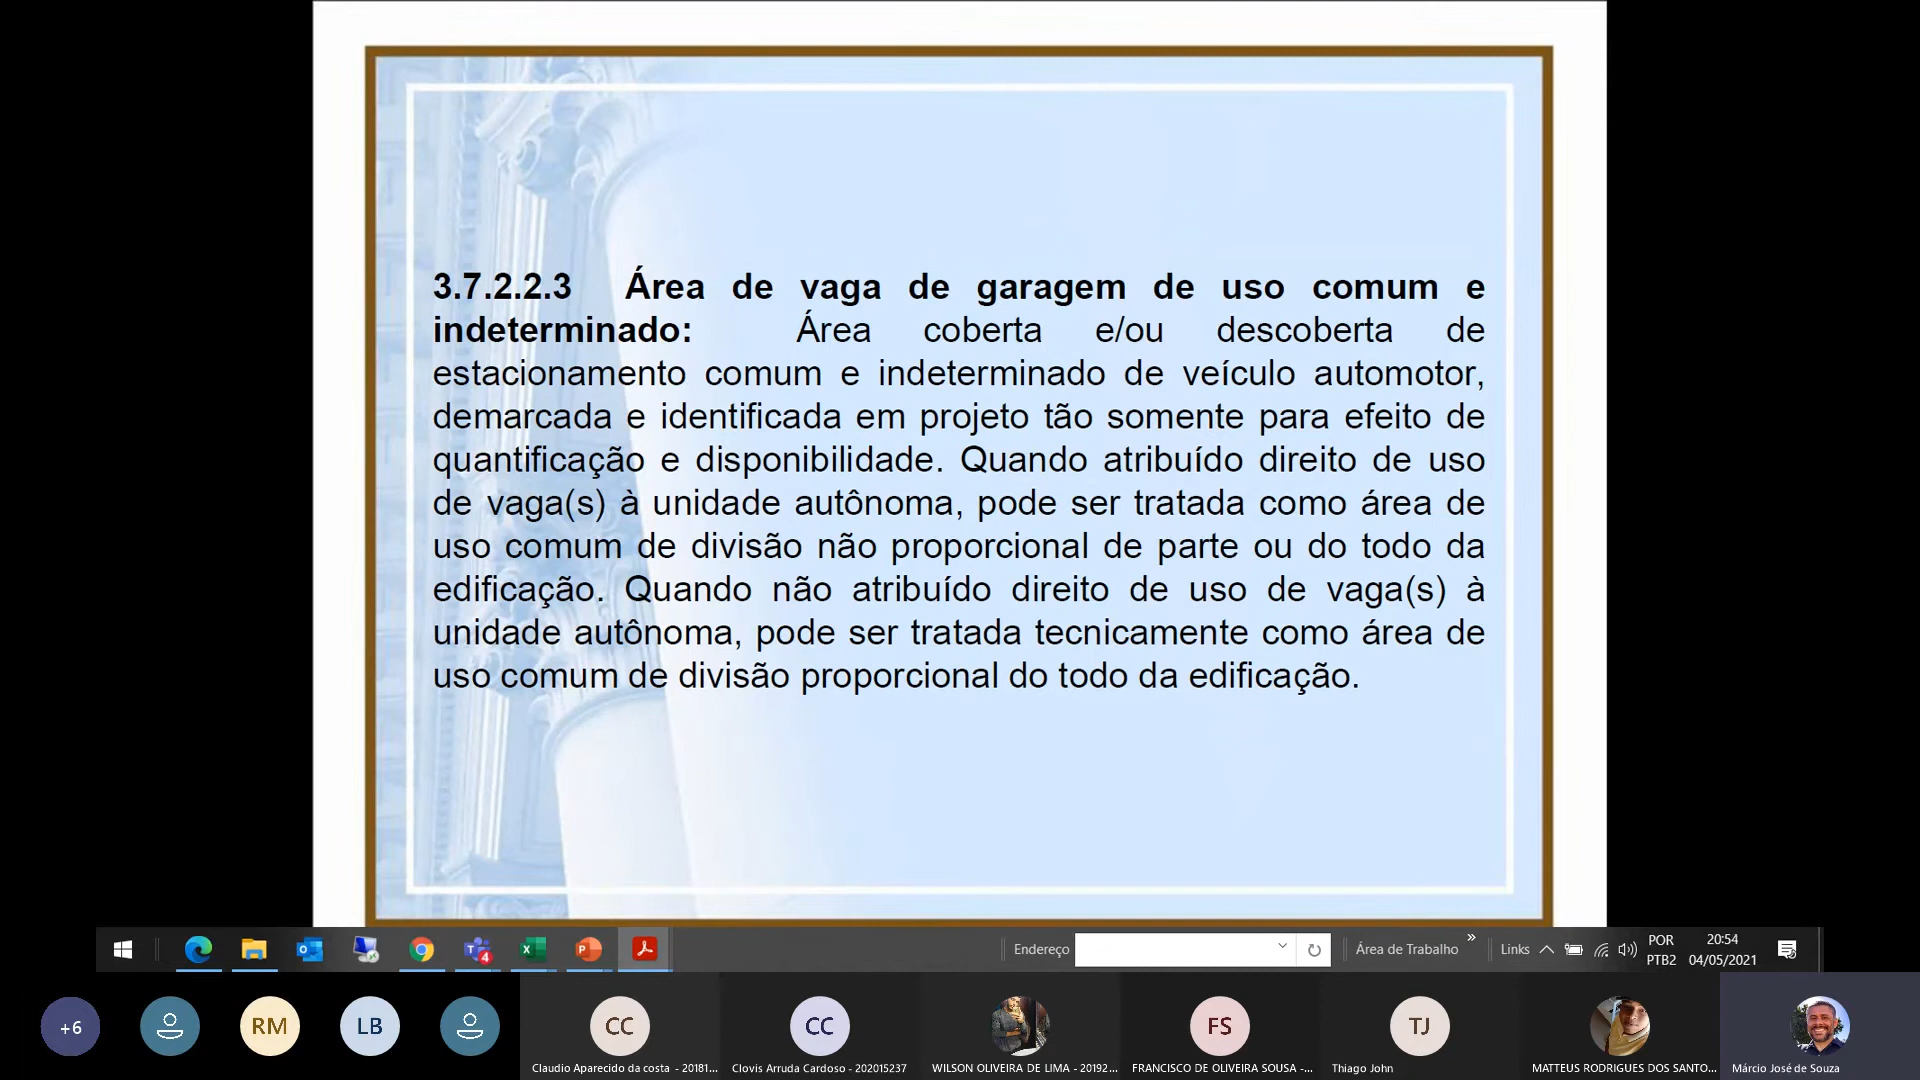 3.7.2.2.3 Área de vaga de garagem de uso comum e
indeterminado: Área coberta e/ou descoberta de
estacionamento comum e indeterminado de veículo automotor,
demarcada e identificada em projeto tão somente para efeito de
quantificação e disponibilidade. Quando atribuído direito de uso
de vaga(s) à unidade autônoma, pode ser tratada como área de
uso comum de divisão não proporcional de parte ou do todo da
edificação. Quando não atribuído direito de uso de vaga(s) à
unidade autônoma, pode ser tratada tecnicamente como área de
uso comum de divisão proporcional do todo da edificação.
Endereço
Área de Trabalho
»
Links
POR
PTB2
20:54
04/05/2021
4
+6
RM
LB
CC
CC
FS
TJ
Claudio Aparecido da costa - 20181...
Clovis Arruda Cardoso - 202015237
WILSON OLIVEIRA DE LIMA - 20192...
FRANCISCO DE OLIVEIRA SOUSA -...
Thiago John
MATTEUS RODRIGUES DOS SANTO...
Márcio José de Souza